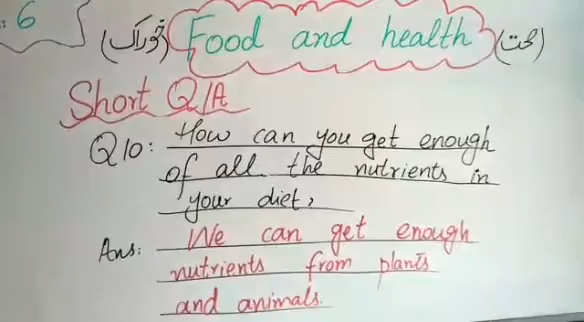 : 6
(خوراک) Food and health (صحت)
Short Q/A
Q10: How can you get enough
of all the nutrients in
your diet,
Ans: We can get enough
nutrients from plants
and animals.